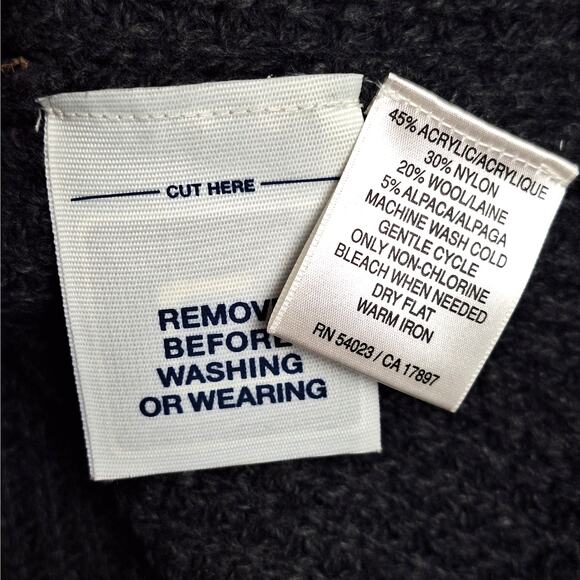 CUT HERE
REMOVE
BEFORE
WASHING
OR WEARING
45% ACRYLIC/ACRYLIQUE
30% NYLON
20% WOOL/LAINE
5% ALPACA/ALPAGA
MACHINE WASH COLD
GENTLE CYCLE
ONLY NON-CHLORINE
BLEACH WHEN NEEDED
DRY FLAT
WARM IRON
RN 54023 / CA 17897